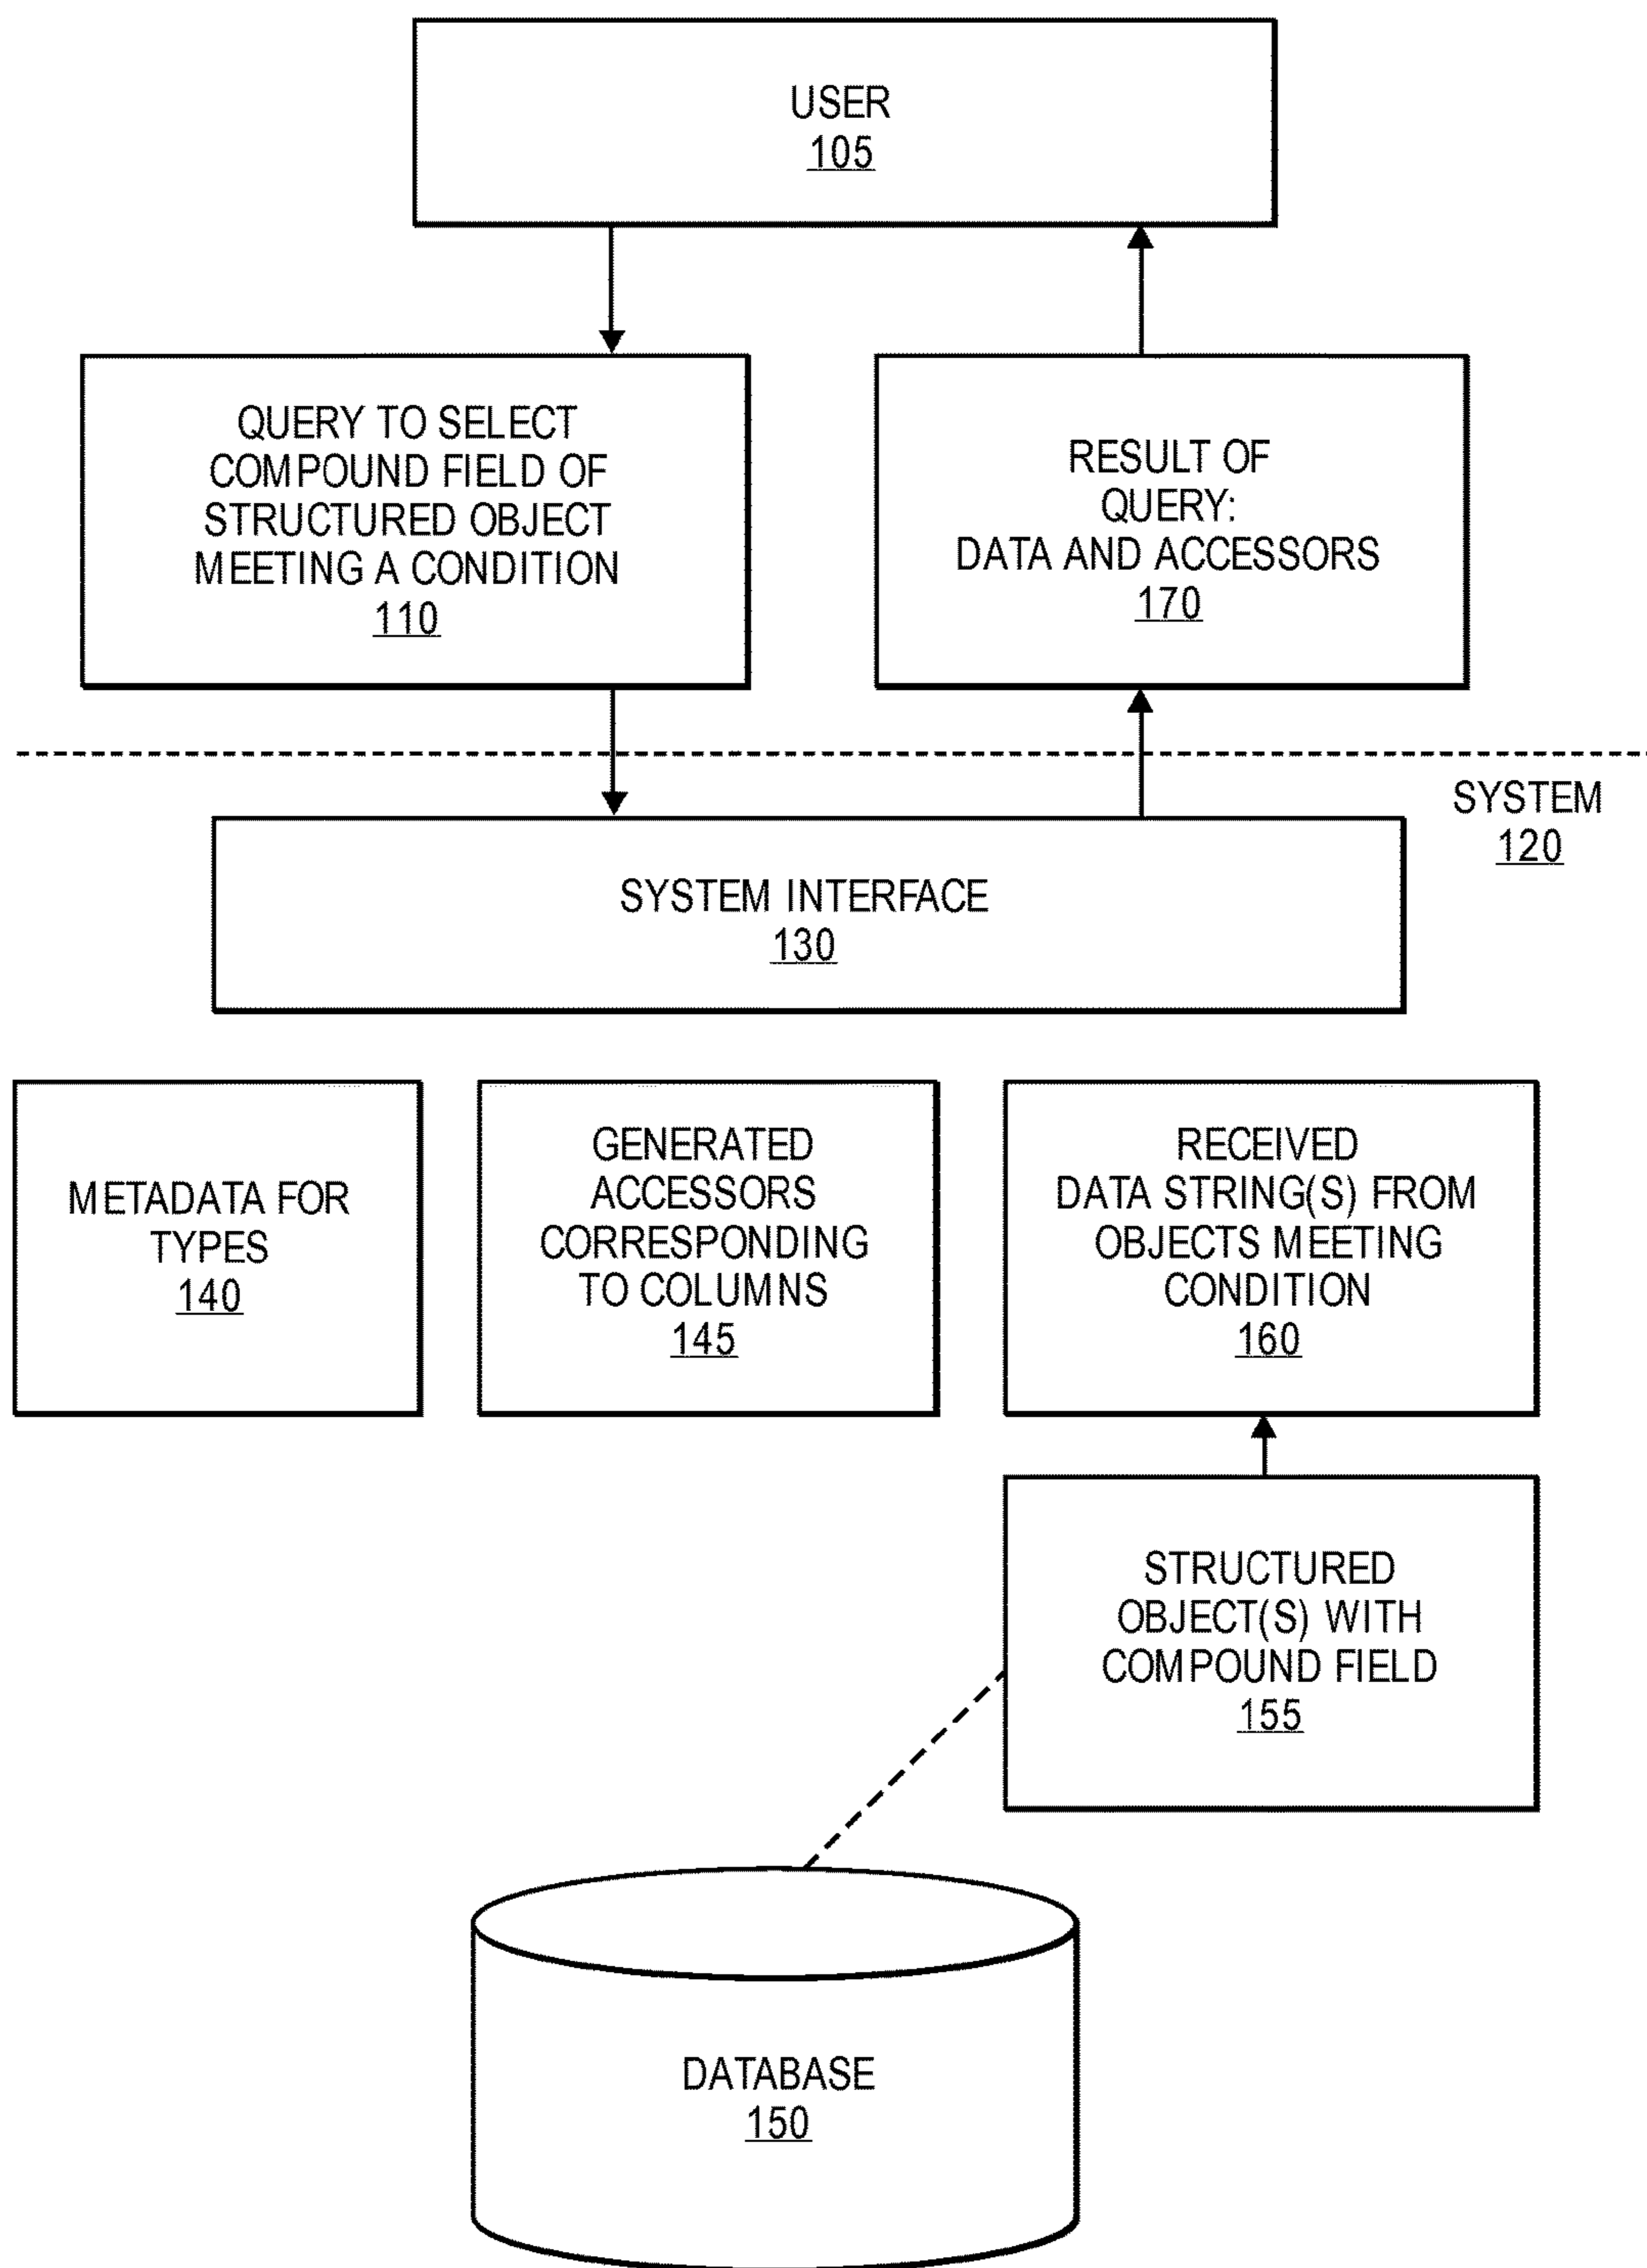 USER
105
QUERY TO SELECT
COMPOUND FIELD OF
STRUCTURED OBJECT
MEETING A CONDITION
110
RESULT OF
QUERY:
DATA AND ACCESSORS
170
SYSTEM
120
SYSTEM INTERFACE
130
METADATA FOR
TYPES
140
GENERATED
ACCESSORS
CORRESPONDING
TO COLUMNS
145
RECEIVED
DATA STRING(S) FROM
OBJECTS MEETING
CONDITION
160
STRUCTURED
OBJECT(S) WITH
COMPOUND FIELD
155
DATABASE
150